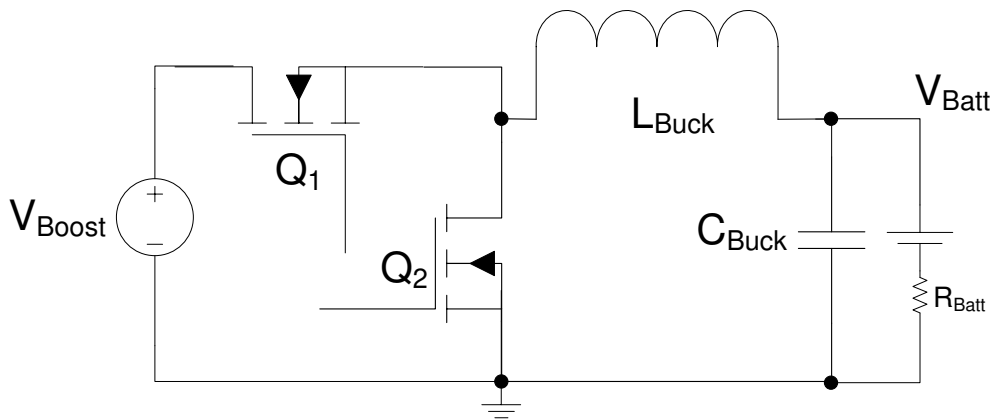 V_Boost
+
−
Q_1
Q_2
L_Buck
C_Buck
V_Batt
R_Batt